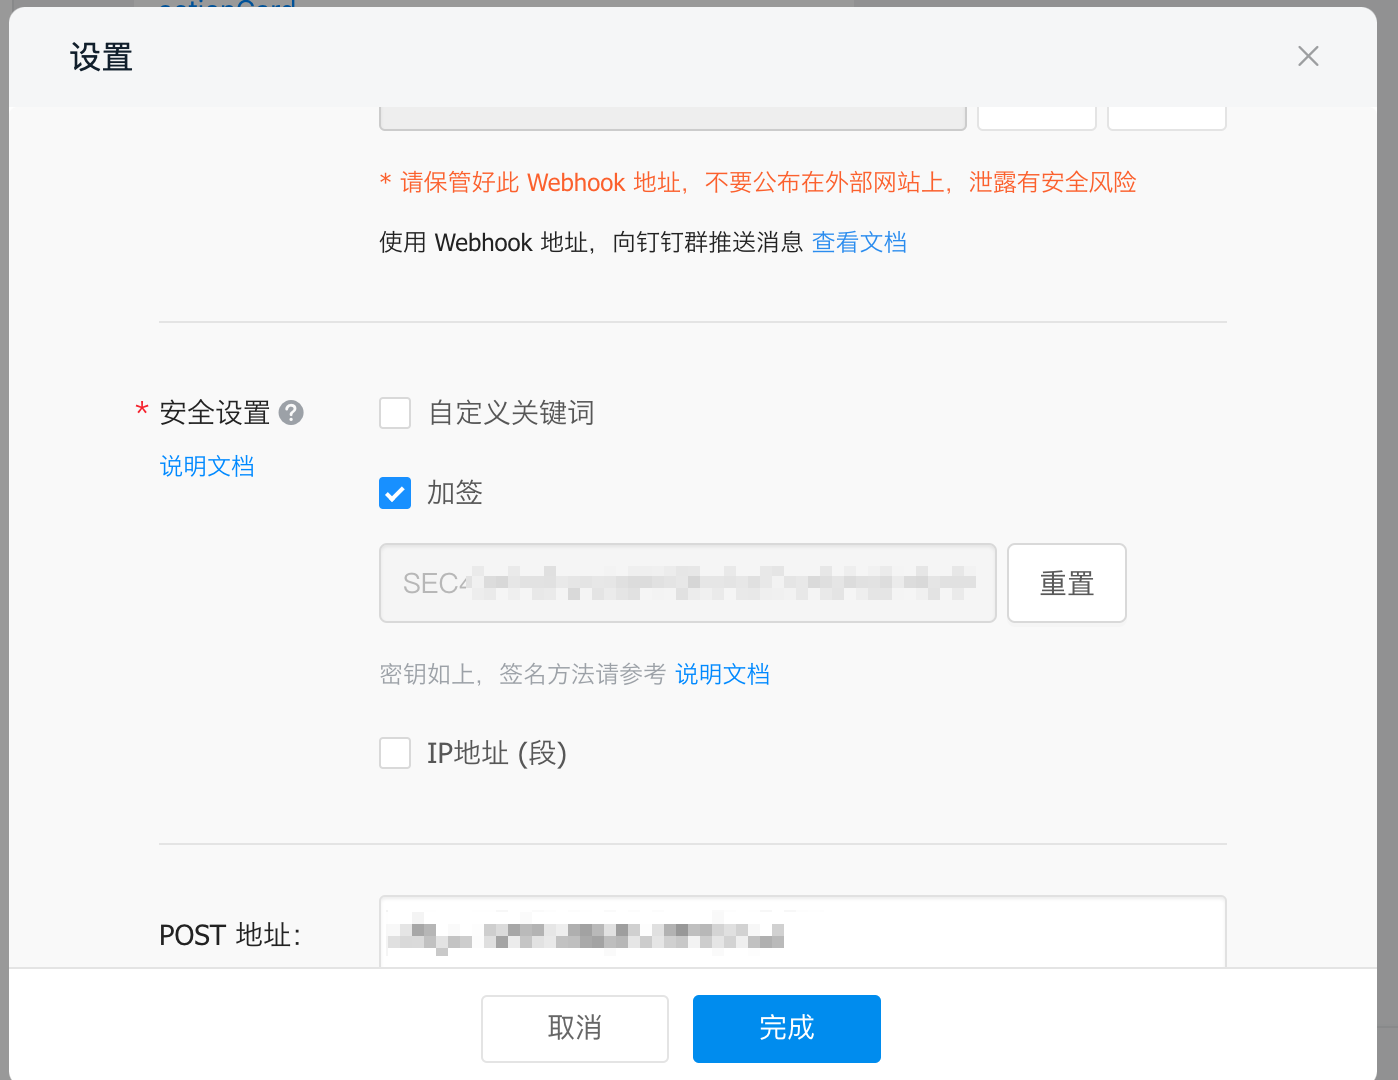 设置
* 请保管好此 Webhook 地址，不要公布在外部网站上，泄露有安全风险
使用 Webhook 地址，向钉钉群推送消息 查看文档
* 安全设置 ?
自定义关键词
说明文档
加签
SEC4
重置
密钥如上，签名方法请参考 说明文档
IP地址 (段)
POST 地址：
取消
完成